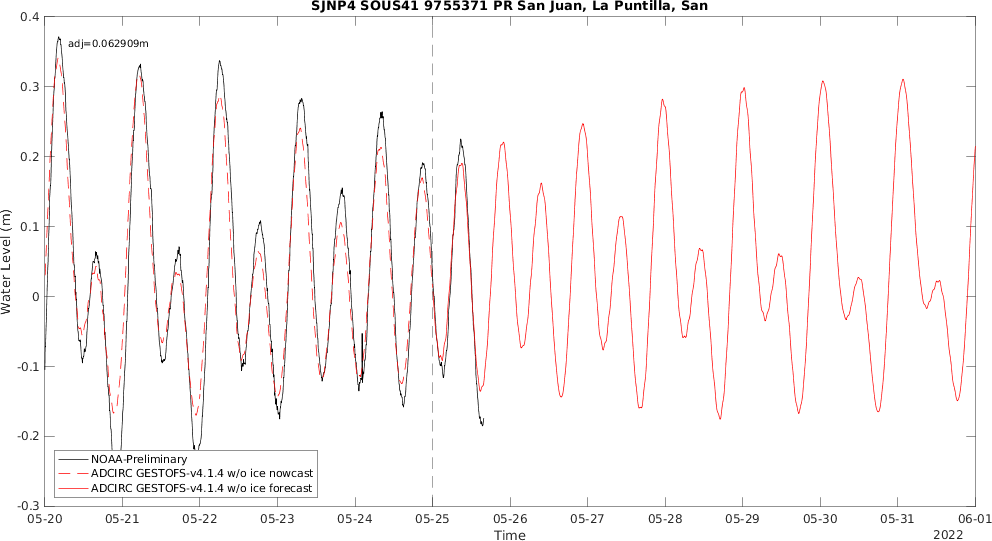 SJNP4 SOUS41 9755371 PR San Juan, La Puntilla, San
adj=0.062909m
Water Level (m)
0.4
0.3
0.2
0.1
0
-0.1
-0.2
-0.3
NOAA-Preliminary
ADCIRC GESTOFS-v4.1.4 w/o ice nowcast
ADCIRC GESTOFS-v4.1.4 w/o ice forecast
05-20 05-21 05-22 05-23 05-24 05-25 05-26 05-27 05-28 05-29 05-30 05-31 06-01
Time
2022